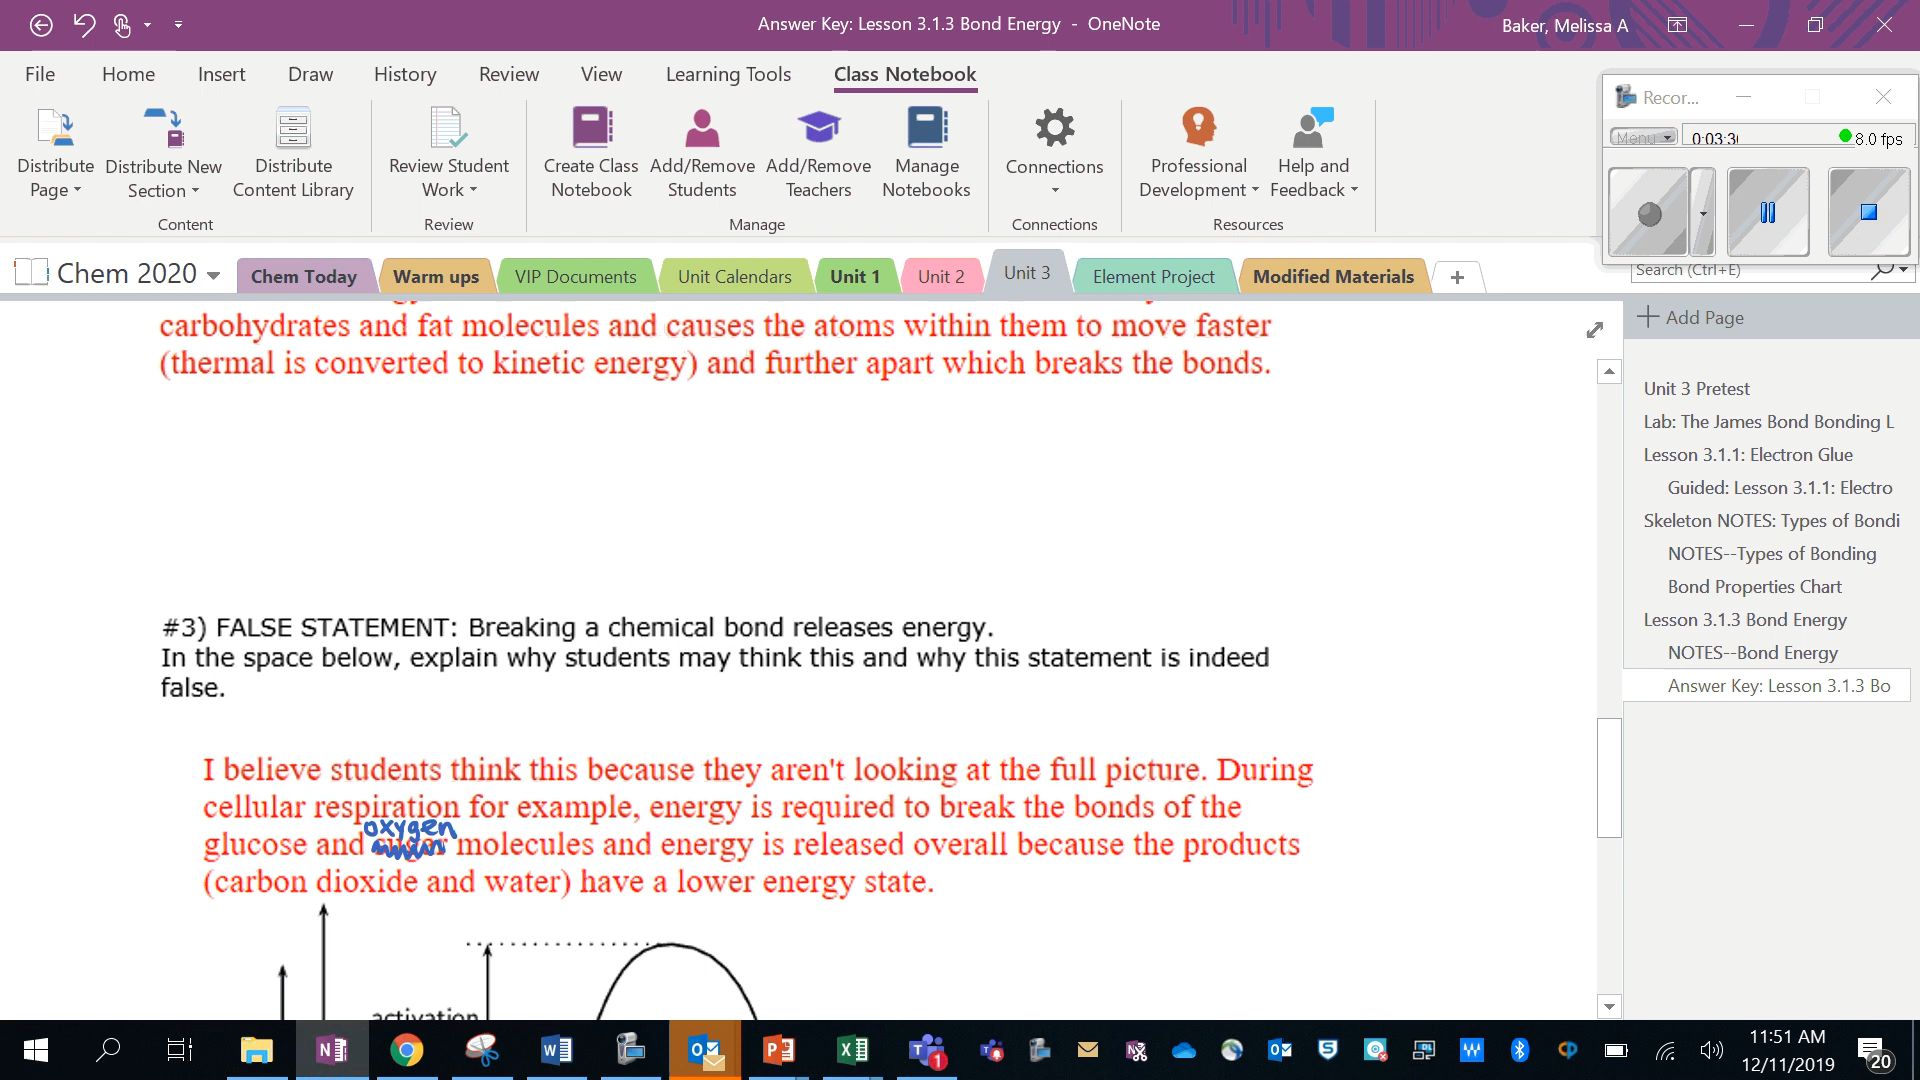 Answer Key: Lesson 3.1.3 Bond Energy - OneNote
Baker, Melissa A
File Home Insert Draw History Review View Learning Tools Class Notebook
Distribute Page
Distribute New Section
Distribute Content Library
Content
Review Student Work
Review
Create Class Notebook
Add/Remove Students
Add/Remove Teachers
Manage Notebooks
Manage
Connections
Connections
Professional Development
Help and Feedback
Resources
Recor...
Menu
8.0 fps
Chem 2020
Chem Today Warm ups VIP Documents Unit Calendars Unit 1 Unit 2 Unit 3 Element Project Modified Materials +
Search (Ctrl+E)
Add Page
Unit 3 Pretest
Lab: The James Bond Bonding L
Lesson 3.1.1: Electron Glue
Guided: Lesson 3.1.1: Electro
Skeleton NOTES: Types of Bondi
NOTES--Types of Bonding
Bond Properties Chart
Lesson 3.1.3 Bond Energy
NOTES--Bond Energy
Answer Key: Lesson 3.1.3 Bo
carbohydrates and fat molecules and causes the atoms within them to move faster
(thermal is converted to kinetic energy) and further apart which breaks the bonds.
#3) FALSE STATEMENT: Breaking a chemical bond releases energy.
In the space below, explain why students may think this and why this statement is indeed
false.
I believe students think this because they aren't looking at the full picture. During
cellular respiration for example, energy is required to break the bonds of the
oxygen
glucose and sugar molecules and energy is released overall because the products
(carbon dioxide and water) have a lower energy state.
activation
11:51 AM
12/11/2019
20